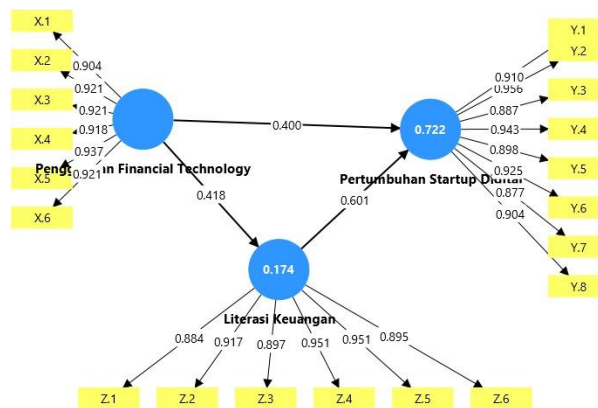 X.1
X.2
X.3
X.4
X.5
X.6
0.904
0.921
0.921
0.918
0.937
0.921
Financial Technology
0.400
0.418
0.601
0.722
Pertumbuhan Startup Digital
0.910
0.956
0.887
0.943
0.898
0.925
0.877
0.904
Y.1
Y.2
Y.3
Y.4
Y.5
Y.6
Y.7
Y.8
0.174
Literasi Keuangan
0.884
0.917
0.897
0.951
0.951
0.895
Z.1
Z.2
Z.3
Z.4
Z.5
Z.6